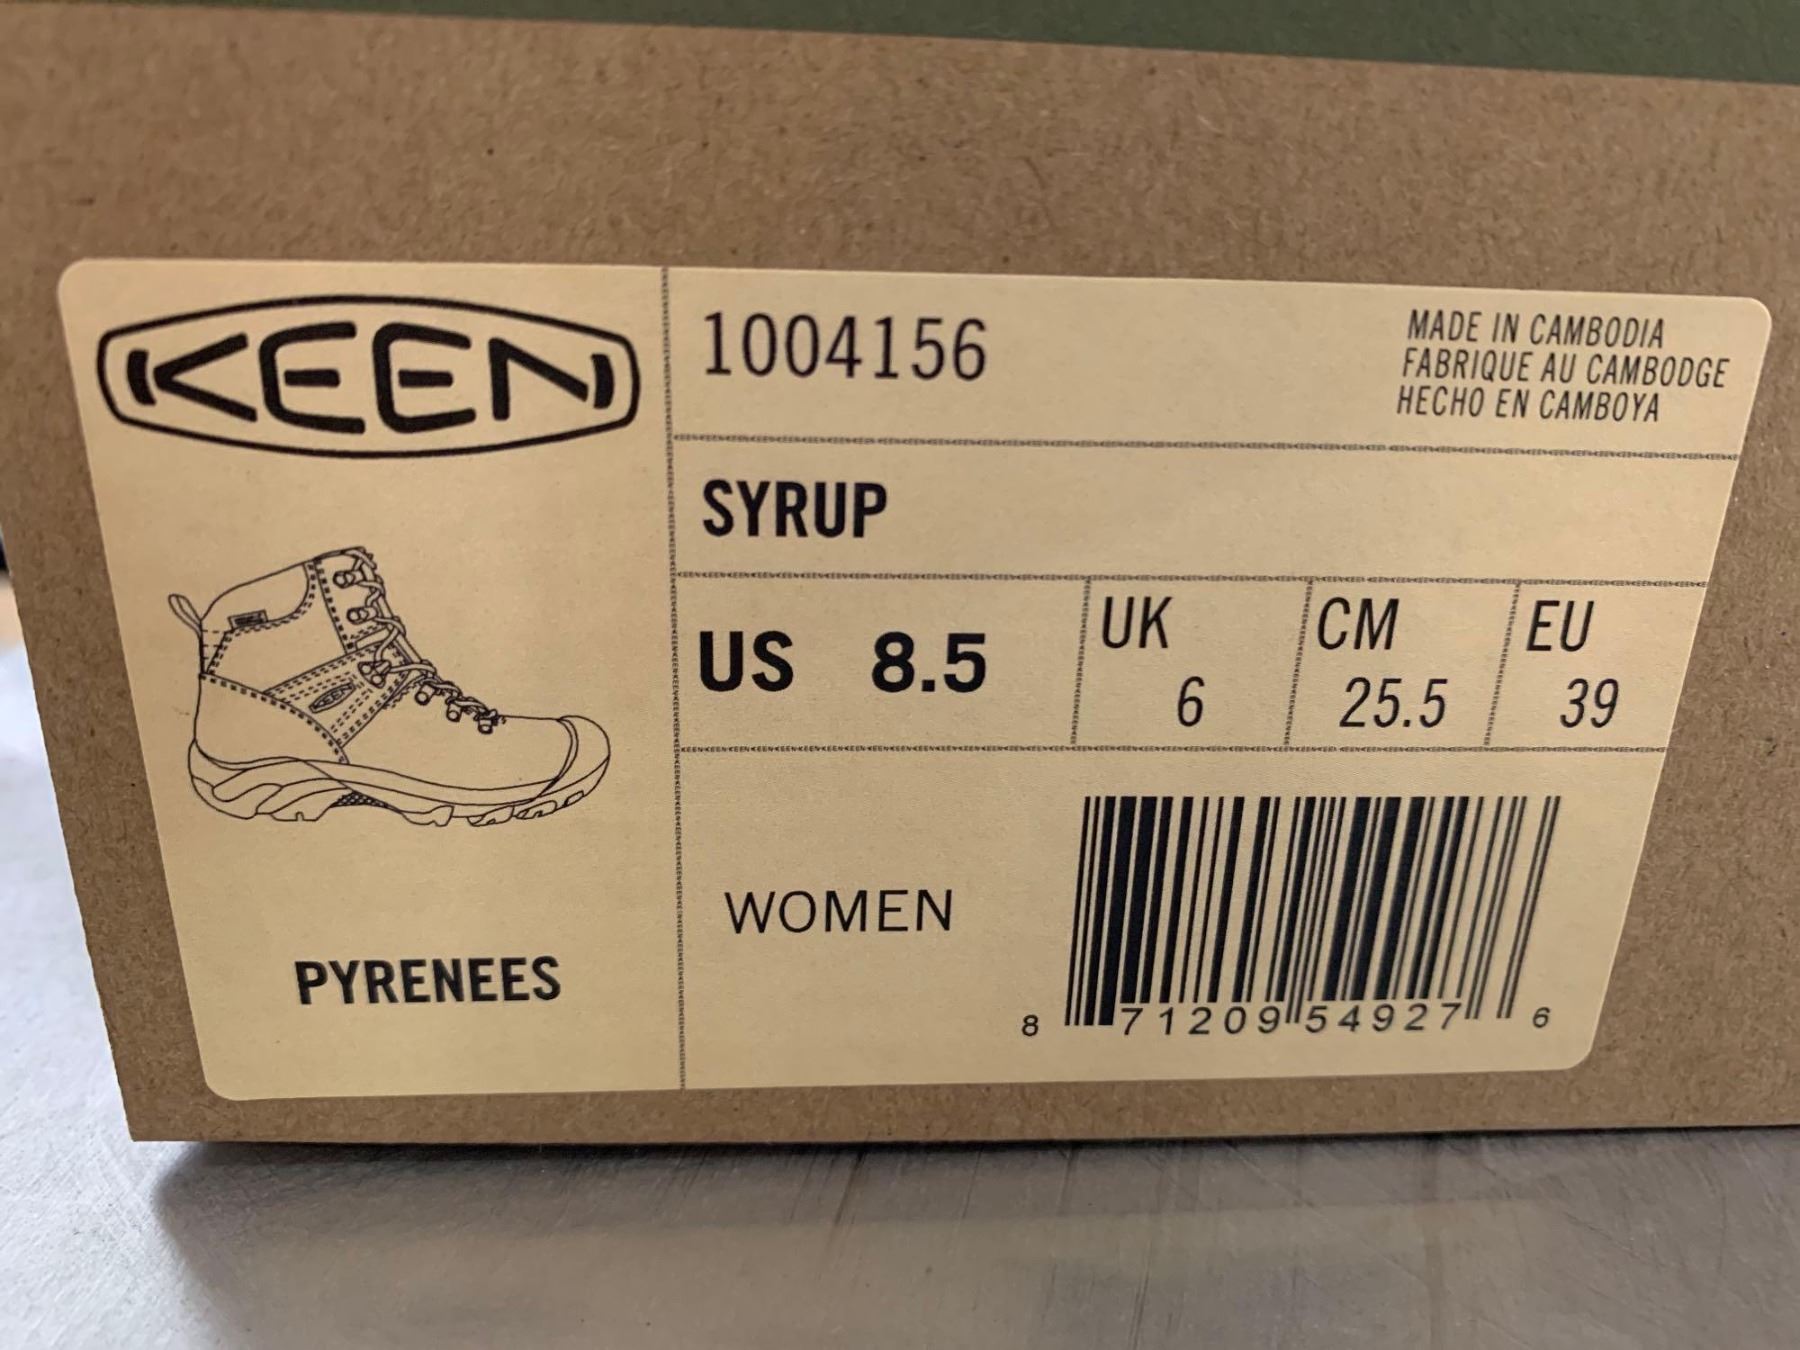 KEEN
PYRENEES
1004156
MADE IN CAMBODIA
FABRIQUE AU CAMBODGE
HECHO EN CAMBOYA
SYRUP
US 8.5
UK 6
CM 25.5
EU 39
WOMEN
8 71209 54927 6